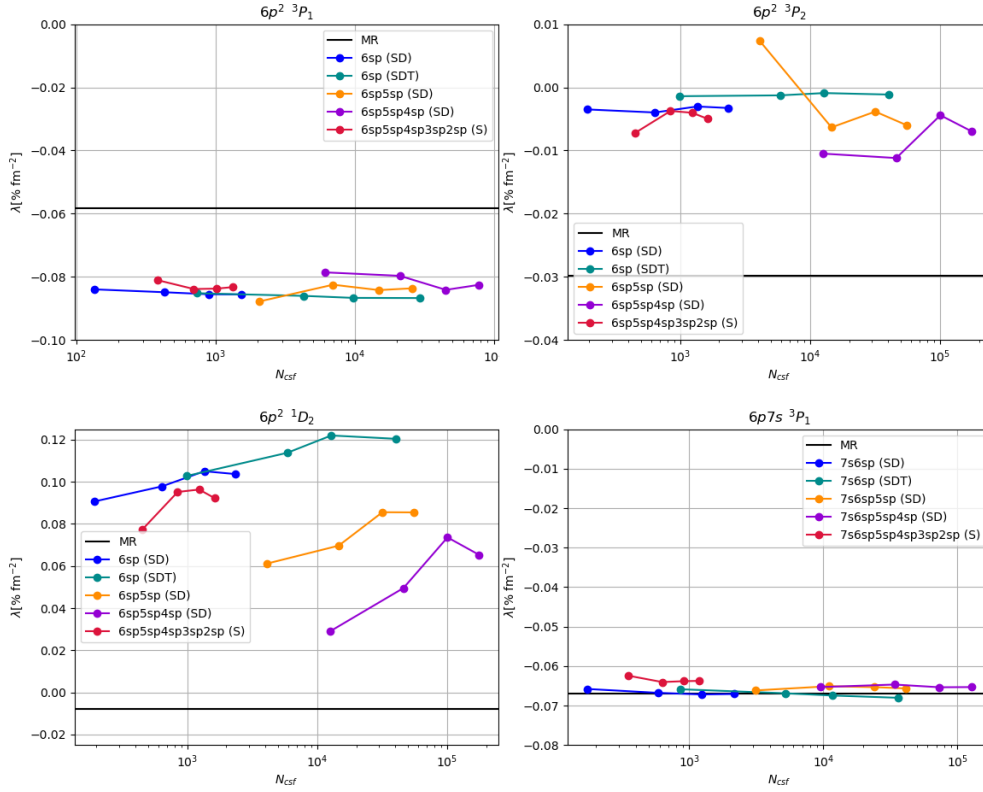 6p² ³P₁
0.00
−0.02
−0.04
−0.06
−0.08
−0.10
λ[% fm⁻²]
MR
6sp (SD)
6sp (SDT)
6sp5sp (SD)
6sp5sp4sp (SD)
6sp5sp4sp3sp2sp (S)
10² 10³ 10⁴ 10
N_csf
6p² ³P₂
0.01
0.00
−0.01
−0.02
−0.03
−0.04
λ[% fm⁻²]
MR
6sp (SD)
6sp (SDT)
6sp5sp (SD)
6sp5sp4sp (SD)
6sp5sp4sp3sp2sp (S)
10³ 10⁴ 10⁵
N_csf
6p² ¹D₂
0.12
0.10
0.08
0.06
0.04
0.02
0.00
−0.02
λ[% fm⁻²]
MR
6sp (SD)
6sp (SDT)
6sp5sp (SD)
6sp5sp4sp (SD)
6sp5sp4sp3sp2sp (S)
10³ 10⁴ 10⁵
N_csf
6p7s ³P₁
0.00
−0.01
−0.02
−0.03
−0.04
−0.05
−0.06
−0.07
−0.08
λ[% fm⁻²]
MR
7s6sp (SD)
7s6sp (SDT)
7s6sp5sp (SD)
7s6sp5sp4sp (SD)
7s6sp5sp4sp3sp2sp (S)
10³ 10⁴ 10⁵
N_csf